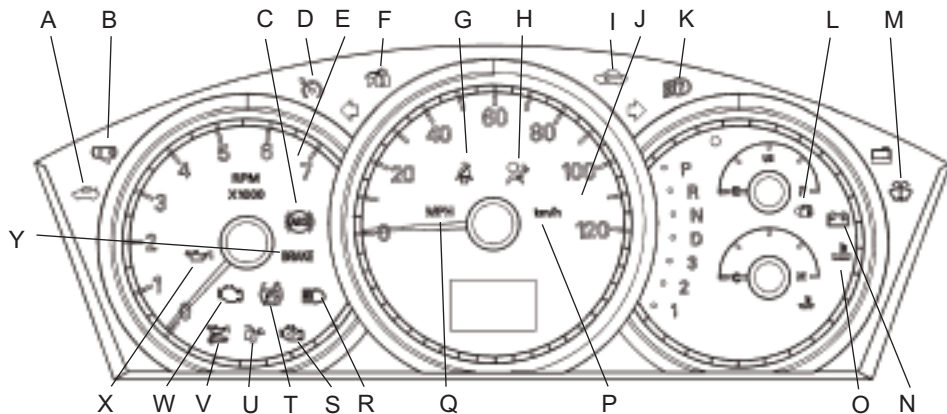 A B C D E F G H I J K L M
60
40 80
5 6
4 7 20 100
RPM
X1000
3
P
R
ABS MPH km/h N
Y 2 BRAKE 0 120 D
3
1 C H
2
0 1
X W V U T S R Q P O N